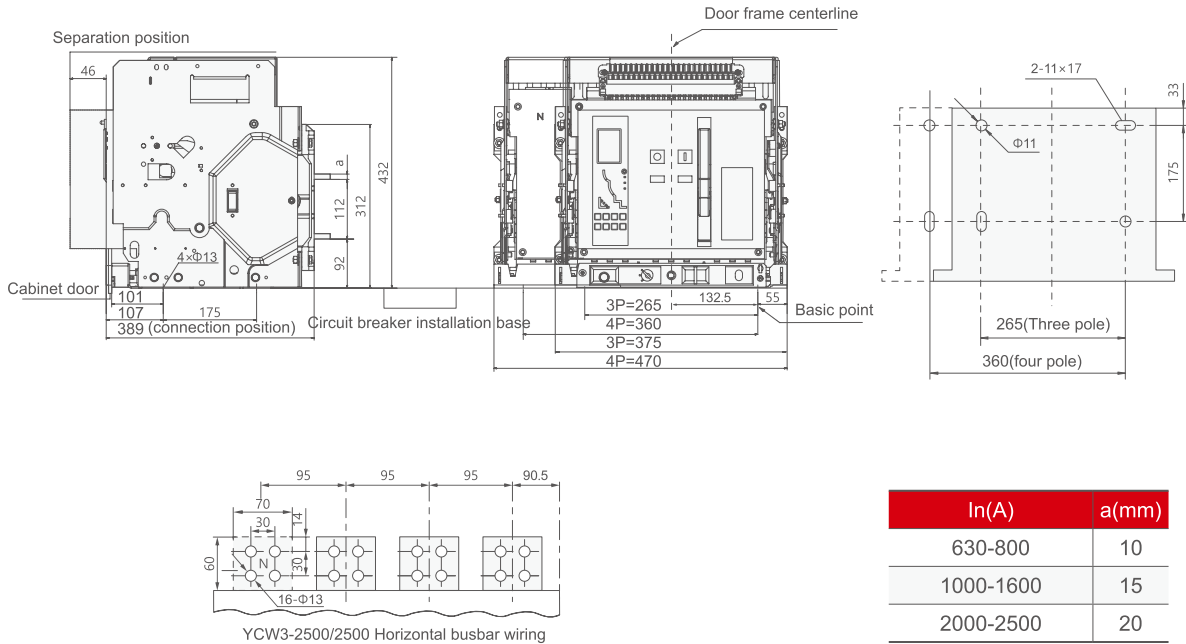 Door frame centerline
Separation position
46
a
432
112
312
92
4×Φ13
Cabinet door
101
107
175
389 (connection position)
Circuit breaker installation base
N
132.5
55
3P=265
Basic point
4P=360
3P=375
4P=470
2-11×17
33
Φ11
175
265(Three pole)
360(four pole)
95
95
95
90.5
70
30
14
60
N
30
16-Φ13
YCW3-2500/2500 Horizontal busbar wiring
In(A) a(mm)
630-800 10
1000-1600 15
2000-2500 20